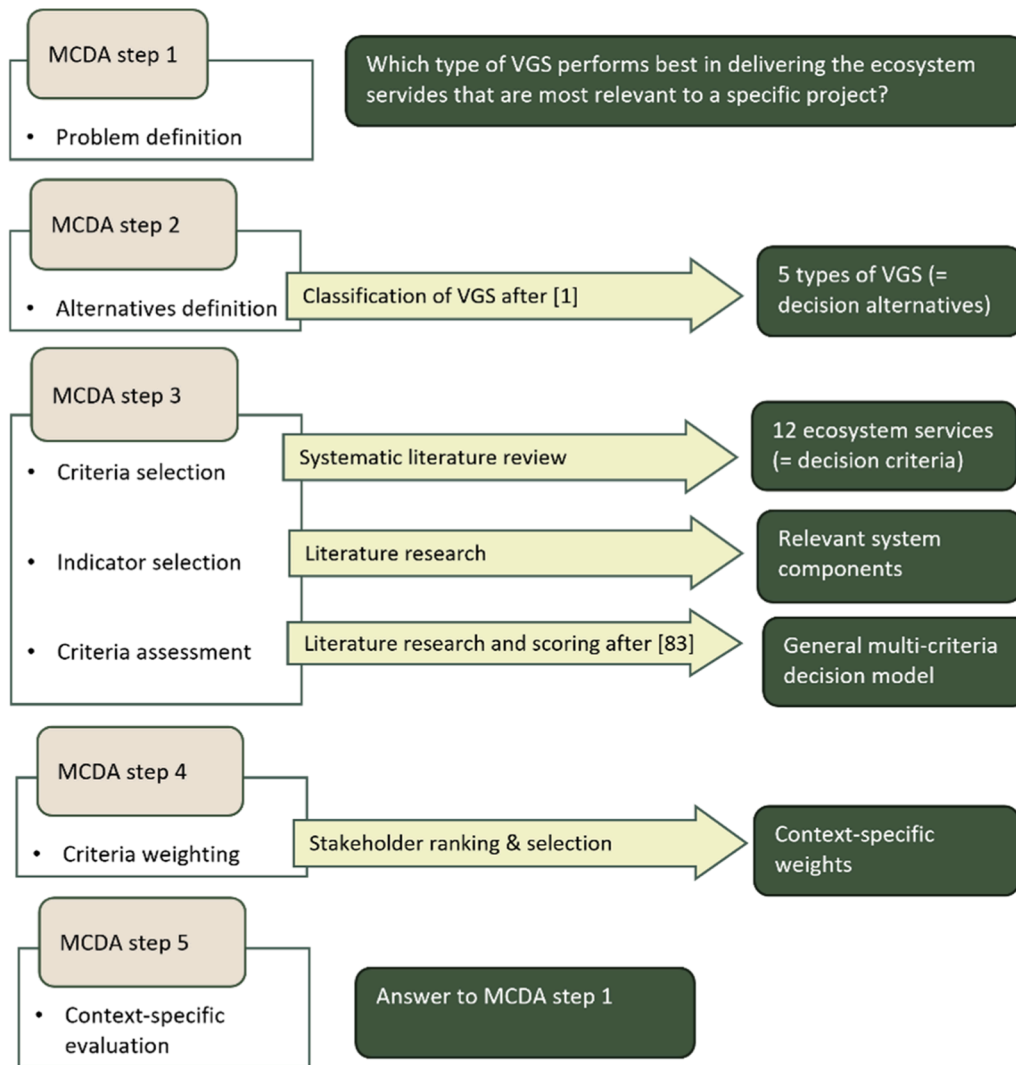 MCDA step 1
Which type of VGS performs best in delivering the ecosystem
servides that are most relevant to a specific project?
• Problem definition
MCDA step 2
• Alternatives definition
Classification of VGS after [1]
5 types of VGS (=
decision alternatives)
MCDA step 3
• Criteria selection
Systematic literature review
12 ecosystem services
(= decision criteria)
• Indicator selection
Literature research
Relevant system
components
• Criteria assessment
Literature research and scoring after [83]
General multi-criteria
decision model
MCDA step 4
• Criteria weighting
Stakeholder ranking & selection
Context-specific
weights
MCDA step 5
• Context-specific
evaluation
Answer to MCDA step 1